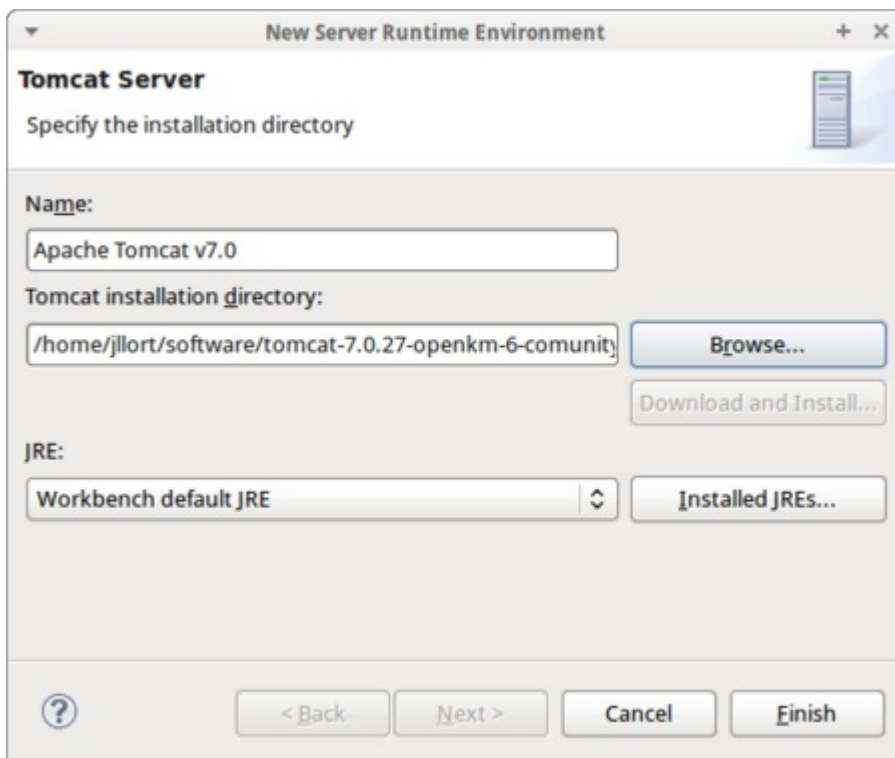 New Server Runtime Environment
Tomcat Server
Specify the installation directory
Name:
Apache Tomcat v7.0
Tomcat installation directory:
/home/jllort/software/tomcat-7.0.27-openkm-6-comunity
Browse...
Download and Install...
JRE:
Workbench default JRE
Installed JREs...
?
< Back
Next >
Cancel
Finish